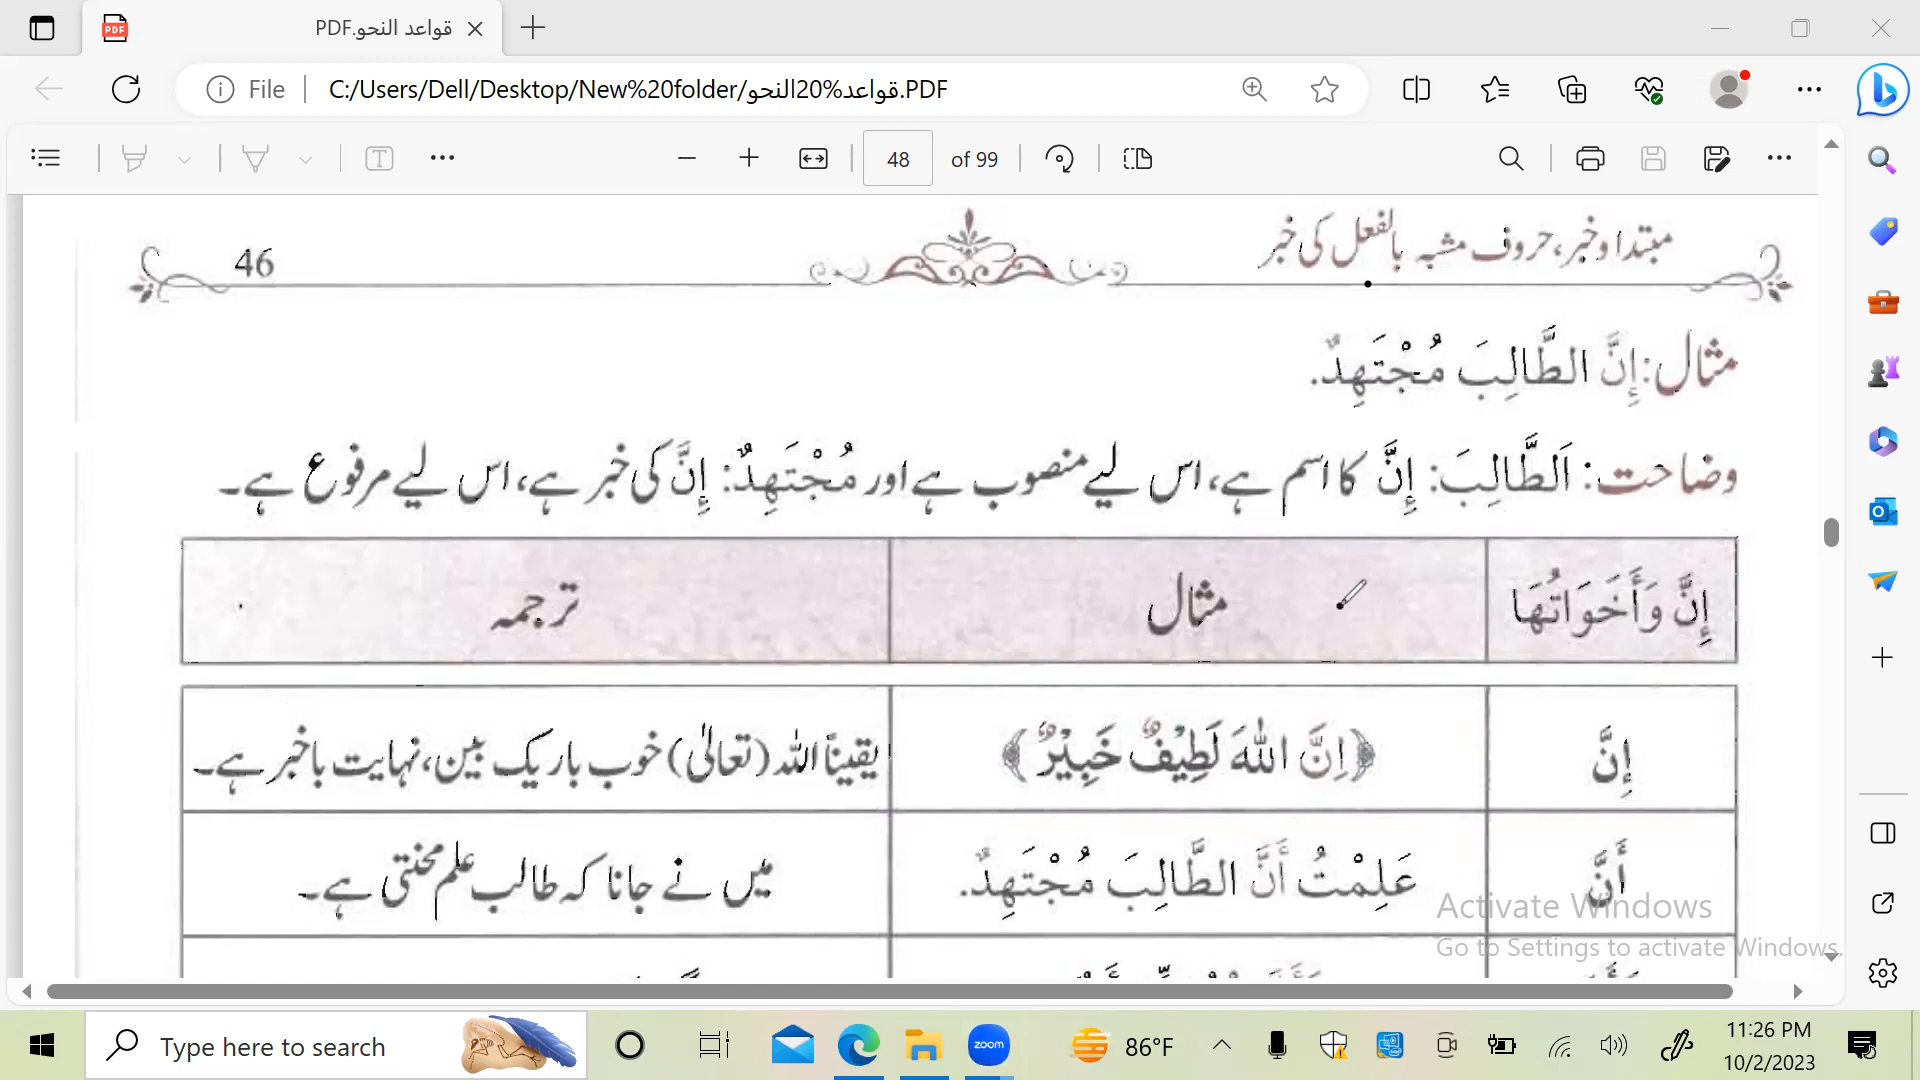 قواعد النحو.PDF
File
C:/Users/Dell/Desktop/New%20folder/قواعد%20النحو.PDF
48 of 99
مبتدا وخبر، حروف مشبہ بالفعل کی خبر
46
مثال: إِنَّ الطَّالِبَ مُجْتَهِدٌ.
وضاحت: اَلطَّالِبَ: إِنَّ کا اسم ہے، اس لیے منصوب ہے اور مُجْتَهِدٌ: إِنَّ کی خبر ہے، اس لیے مرفوع ہے۔
إِنَّ وَأَخَوَاتُهَا مثال ترجمہ
إِنَّ ﴿اِنَّ اللهَ لَطِيْفٌ خَبِيْرٌ﴾ یقیناً اللہ (تعالیٰ) خوب باریک بین، نہایت باخبر ہے۔
أَنَّ عَلِمْتُ أَنَّ الطَّالِبَ مُجْتَهِدٌ. میں نے جانا کہ طالب علم محنتی ہے۔
Activate Windows
Go to Settings to activate Windows.
Type here to search
zoom
86°F
11:26 PM
10/2/2023